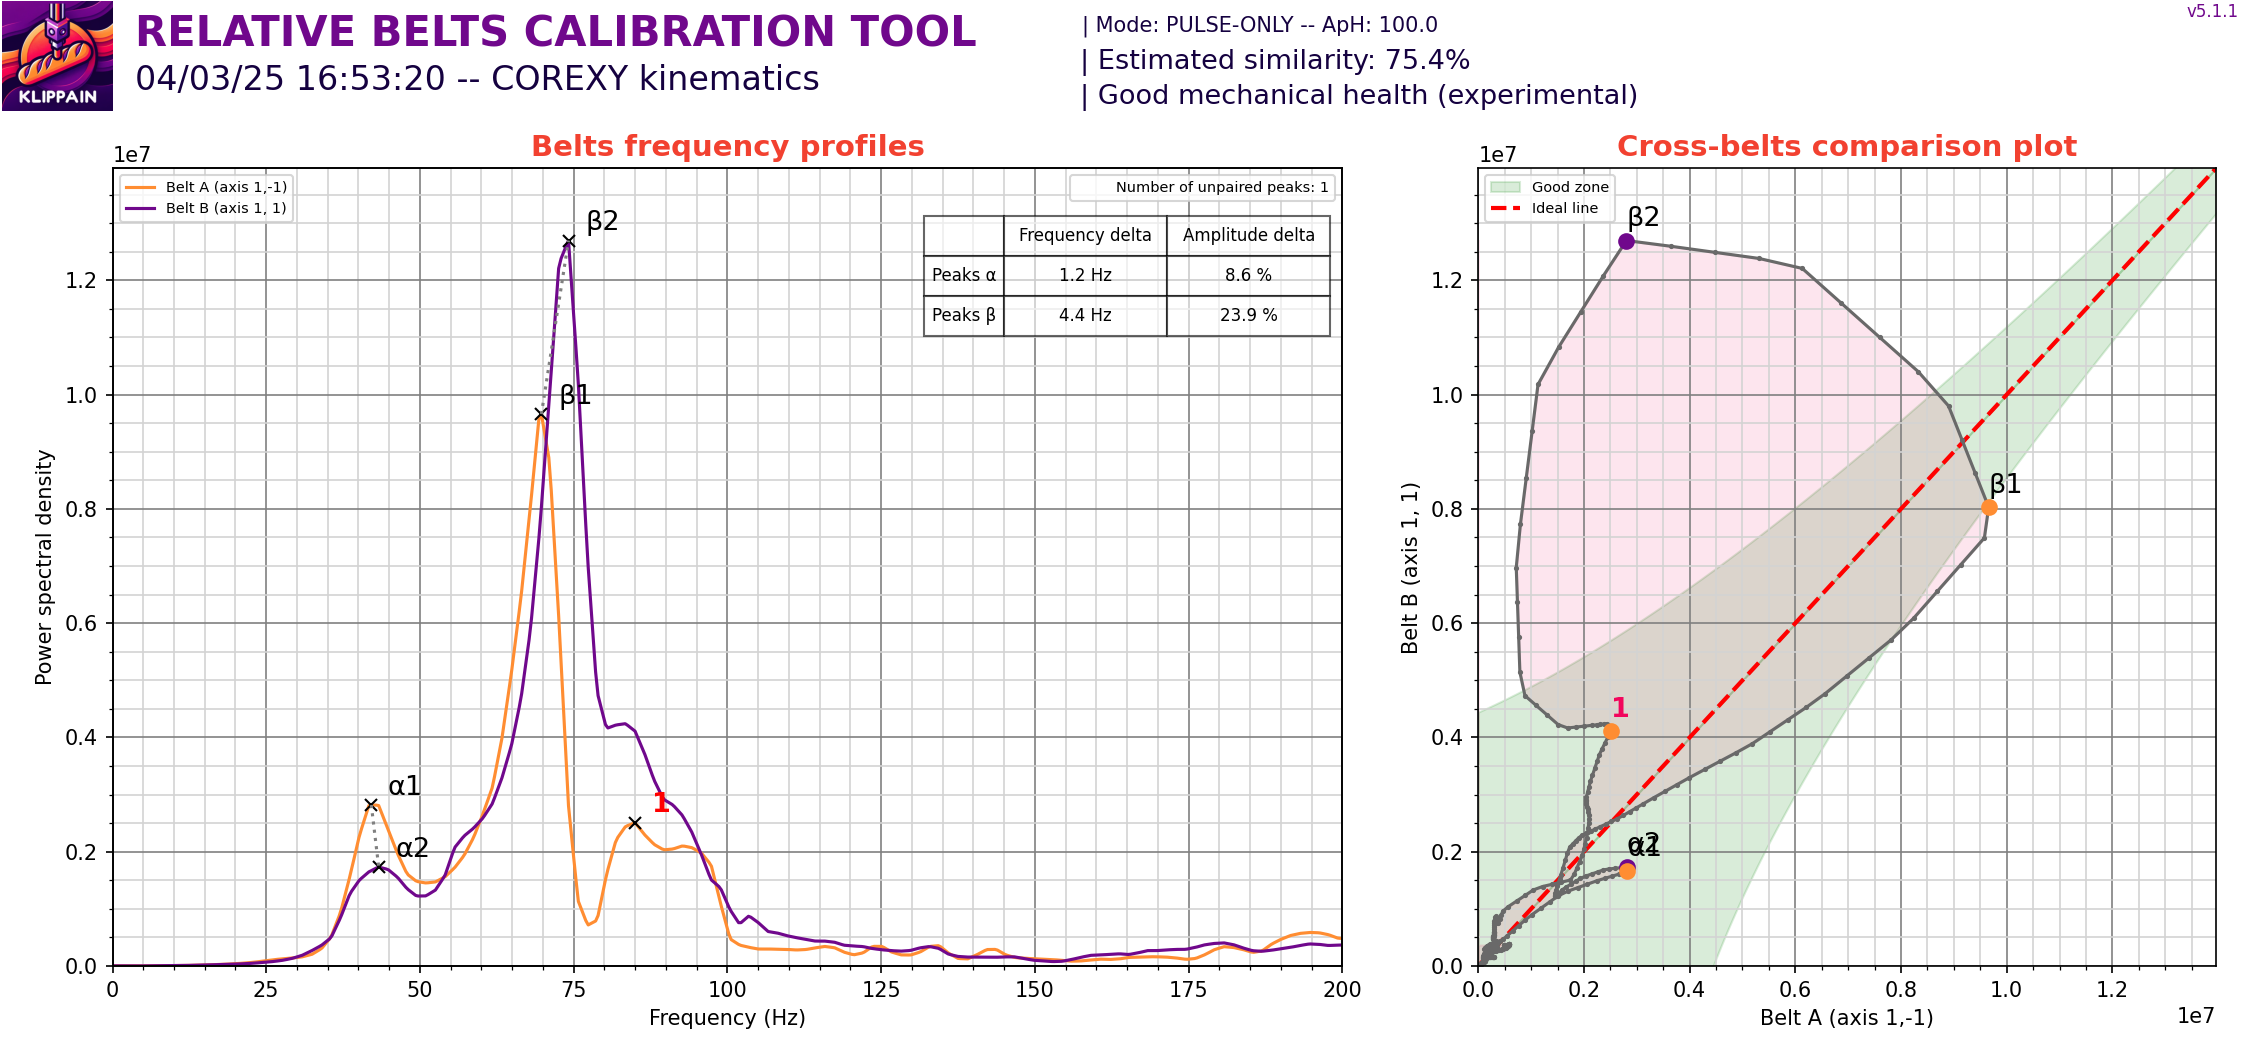 KLIPPAIN
RELATIVE BELTS CALIBRATION TOOL
04/03/25 16:53:20 -- COREXY kinematics
| Mode: PULSE-ONLY -- ApH: 100.0
| Estimated similarity: 75.4%
| Good mechanical health (experimental)
v5.1.1
Belts frequency profiles
1e7
Belt A (axis 1,-1)
Belt B (axis 1, 1)
Number of unpaired peaks: 1
Frequency delta Amplitude delta
Peaks α 1.2 Hz 8.6 %
Peaks β 4.4 Hz 23.9 %
β2
β1
α1
α2
1
Power spectral density
1.2
1.0
0.8
0.6
0.4
0.2
0.0
0 25 50 75 100 125 150 175 200
Frequency (Hz)
Cross-belts comparison plot
1e7
Good zone
Ideal line
β2
β1
1
α2
α1
Belt B (axis 1, 1)
1.2
1.0
0.8
0.6
0.4
0.2
0.0
0.0 0.2 0.4 0.6 0.8 1.0 1.2
Belt A (axis 1,-1)
1e7